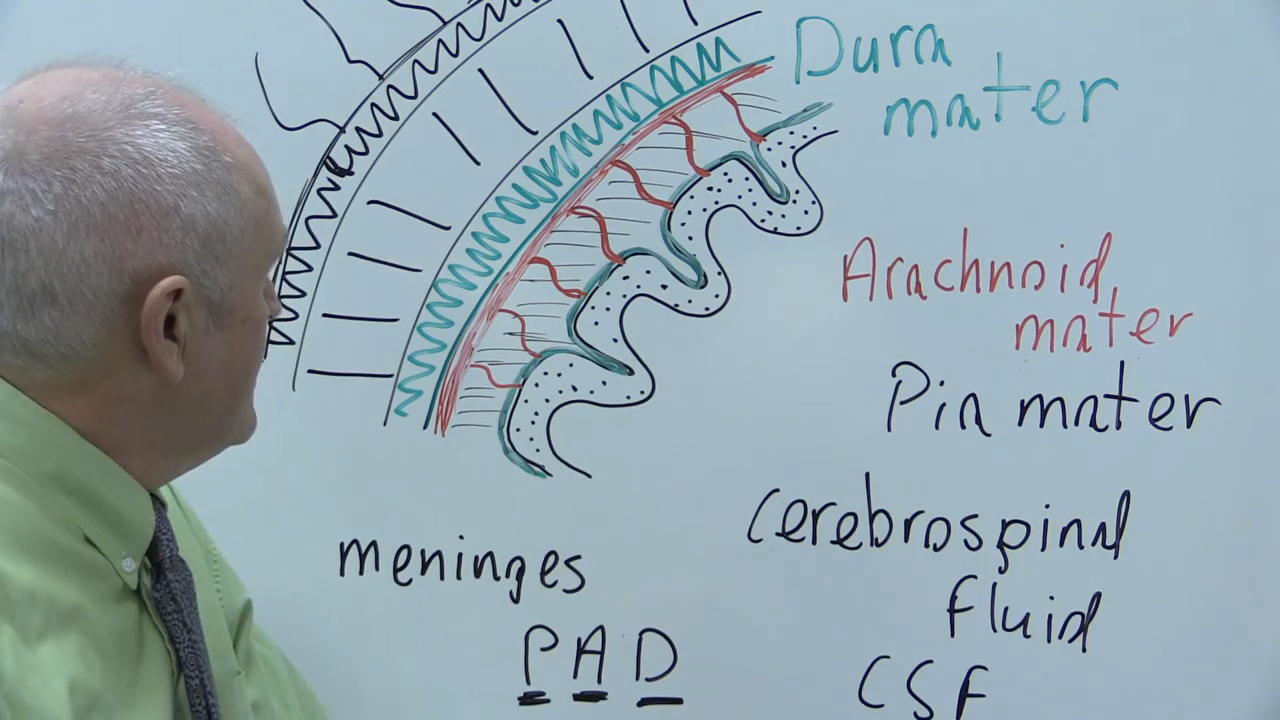 Dura
mater
Arachnoid
mater
Pia mater
cerebrospinal
fluid
CSF
meninges
PAD